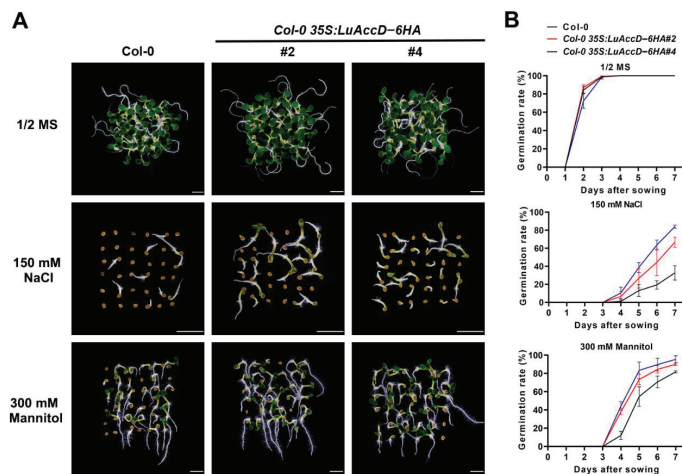 A
Col-0 35S:LuAccD–6HA
Col-0
#2
#4
1/2 MS
150 mM
NaCl
300 mM
Mannitol
B
Col-0
Col-0 35S:LuAccD–6HA#2
Col-0 35S:LuAccD–6HA#4
1/2 MS
Germination rate (%)
100
80
60
40
20
0
0 1 2 3 4 5 6 7
Days after sowing
150 mM NaCl
Germination rate (%)
100
80
60
40
20
0
0 1 2 3 4 5 6 7
Days after sowing
300 mM Mannitol
Germination rate (%)
100
80
60
40
20
0
0 1 2 3 4 5 6 7
Days after sowing